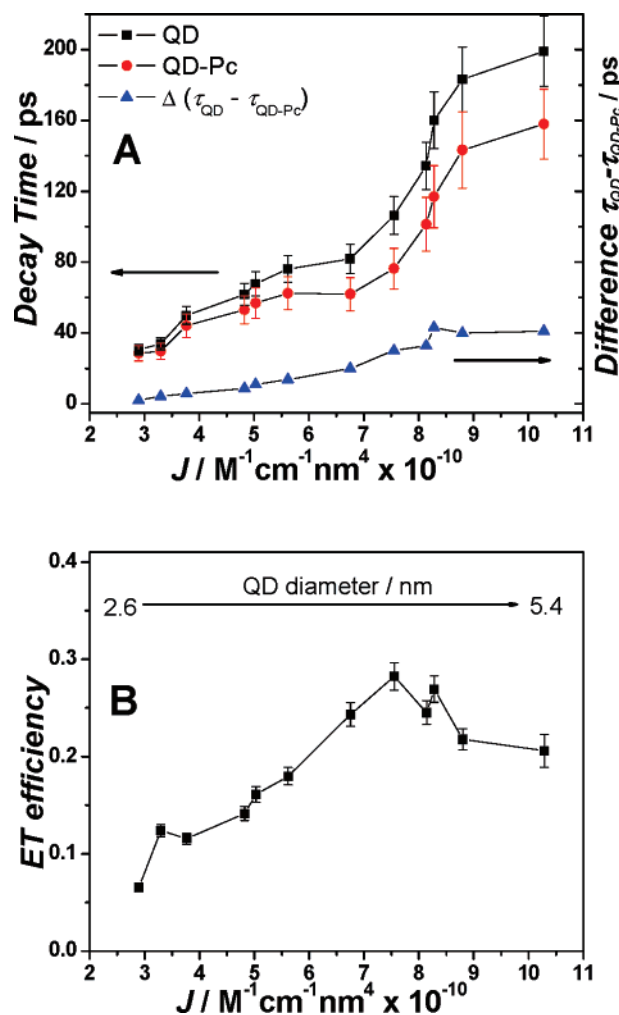 200
160
120
80
40
0
QD
QD-Pc
Δ (τQD - τQD-Pc)
A
Decay Time / ps
Difference τQD-τQD-Pc / ps
2 3 4 5 6 7 8 9 10 11
J / M⁻¹cm⁻¹nm⁴ x 10⁻¹⁰
0.4
0.3
0.2
0.1
0.0
QD diameter / nm
2.6
5.4
B
ET efficiency
2 3 4 5 6 7 8 9 10 11
J / M⁻¹cm⁻¹nm⁴ x 10⁻¹⁰